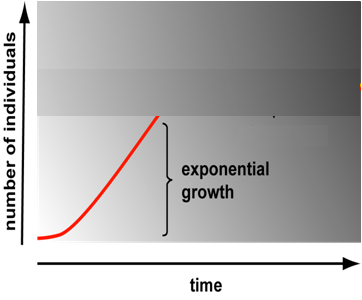 number of individuals
exponential
growth
time